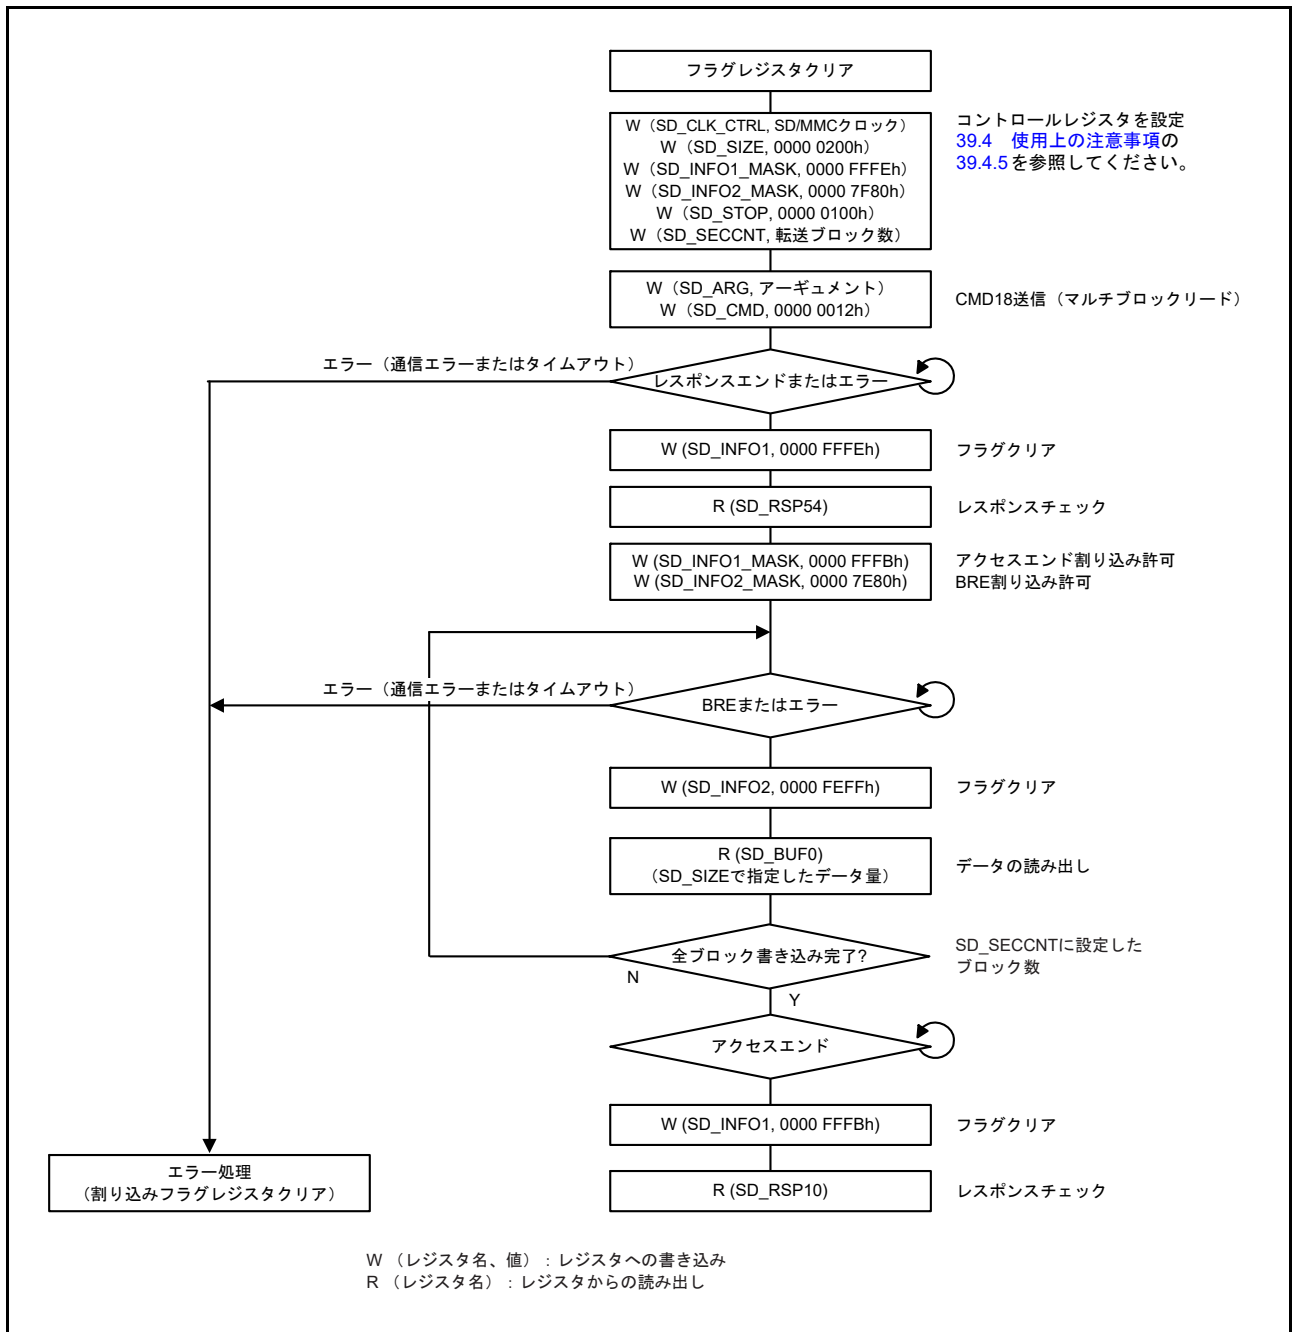 フラグレジスタクリア
W（SD_CLK_CTRL, SD/MMCクロック）
W（SD_SIZE, 0000 0200h）
W（SD_INFO1_MASK, 0000 FFFEh）
W（SD_INFO2_MASK, 0000 7F80h）
W（SD_STOP, 0000 0100h）
W（SD_SECCNT, 転送ブロック数）
コントロールレジスタを設定
39.4　使用上の注意事項の
39.4.5を参照してください。
W（SD_ARG, アーギュメント）
W（SD_CMD, 0000 0012h）
CMD18送信（マルチブロックリード）
エラー（通信エラーまたはタイムアウト）
レスポンスエンドまたはエラー
W (SD_INFO1, 0000 FFFEh)
フラグクリア
R (SD_RSP54)
レスポンスチェック
W (SD_INFO1_MASK, 0000 FFFBh)
W (SD_INFO2_MASK, 0000 7E80h)
アクセスエンド割り込み許可
BRE割り込み許可
エラー（通信エラーまたはタイムアウト）
BREまたはエラー
W (SD_INFO2, 0000 FEFFh)
フラグクリア
R (SD_BUF0)
（SD_SIZEで指定したデータ量）
データの読み出し
全ブロック書き込み完了?
SD_SECCNTに設定した
ブロック数
N
Y
アクセスエンド
W (SD_INFO1, 0000 FFFBh)
フラグクリア
エラー処理
（割り込みフラグレジスタクリア）
R (SD_RSP10)
レスポンスチェック
W （レジスタ名、値）：レジスタへの書き込み
R （レジスタ名）：レジスタからの読み出し